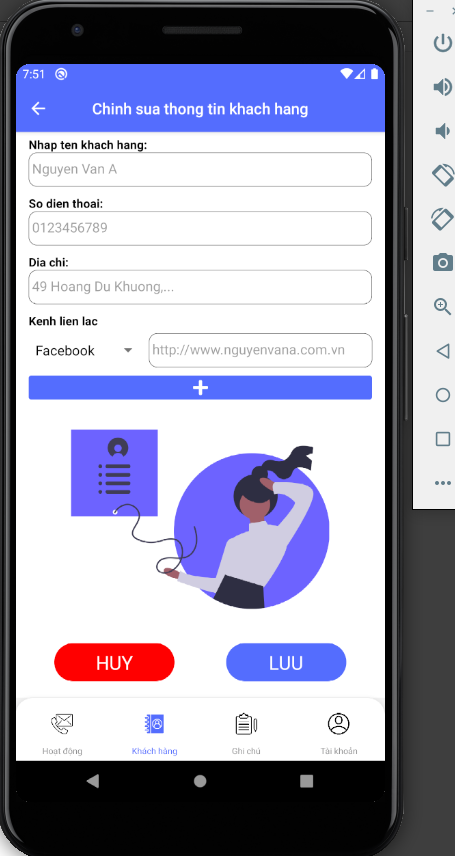 7:51
Chinh sua thong tin khach hang
Nhap ten khach hang:
Nguyen Van A
So dien thoai:
0123456789
Dia chi:
49 Hoang Du Khuong,...
Kenh lien lac
Facebook
http://www.nguyenvana.com.vn
+
HUY
LUU
Hoạt động
Khách hàng
Ghi chú
Tài khoản